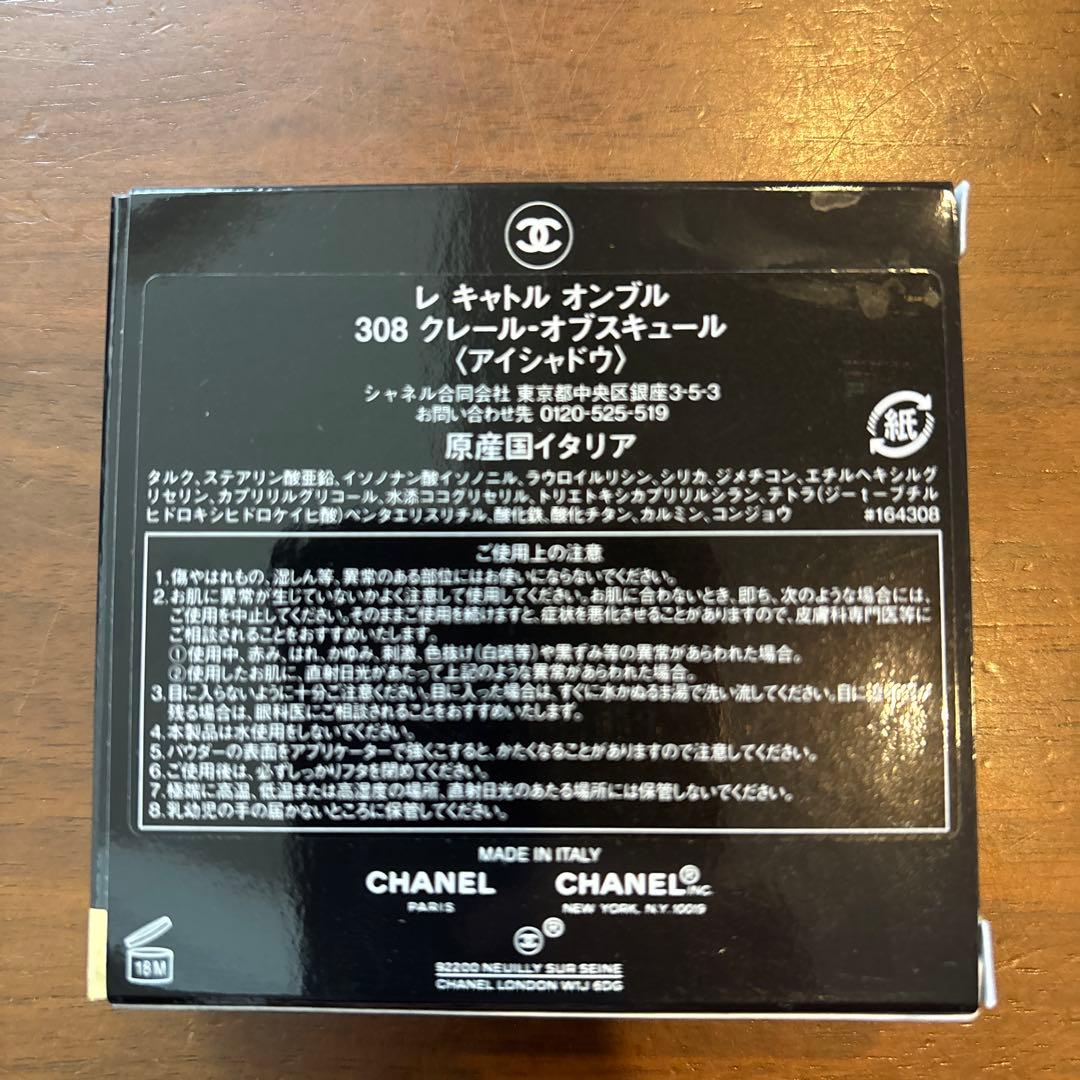 レ キャトル オンブル
308 クレール-オブスキュール
〈アイシャドウ〉
シャネル合同会社 東京都中央区銀座3-5-3
お問い合わせ先 0120-525-519
紙
原産国イタリア
タルク、ステアリン酸亜鉛、イソノナン酸イソノニル、ラウロイルリシン、シリカ、ジメチコン、エチルヘキシルグ
リセリン、カプリリルグリコール、水添ココグリセリル、トリエトキシカプリリルシラン、テトラ(ジーtーブチル
ヒドロキシヒドロケイヒ酸)ペンタエリスリチル、酸化鉄、酸化チタン、カルミン、コンジョウ #164308
ご使用上の注意
1. 傷やはれもの、湿しん等、異常のある部位にはお使いにならないでください。
2. お肌に異常が生じていないかよく注意して使用してください。お肌に合わないとき、即ち、次のような場合には、
ご使用を中止してください。そのままご使用を続けますと、症状を悪化させることがありますので、皮膚科専門医等に
ご相談されることをおすすめいたします。
①使用中、赤み、はれ、かゆみ、刺激、色抜け(白斑等)や黒ずみ等の異常があらわれた場合。
②使用したお肌に、直射日光があたって上記のような異常があらわれた場合。
3. 目に入らないように十分ご注意ください。目に入った場合は、すぐに水かぬるま湯で洗い流してください。目に
残る場合は、眼科医にご相談されることをおすすめいたします。
4. 本製品は水使用をしないでください。
5. パウダーの表面をアプリケーターで強くこすると、かたくなることがありますので注意してください。
6. ご使用後は、必ずしっかりフタを閉めてください。
7. 極端に高温、低温または高湿度の場所、直射日光のあたる場所には保管しないでください。
8. 乳幼児の手の届かないところに保管してください。
MADE IN ITALY
CHANEL CHANEL® INC.
PARIS NEW YORK, N.Y. 10019
®
18M
92200 NEUILLY SUR SEINE
CHANEL LONDON W1J 6DG